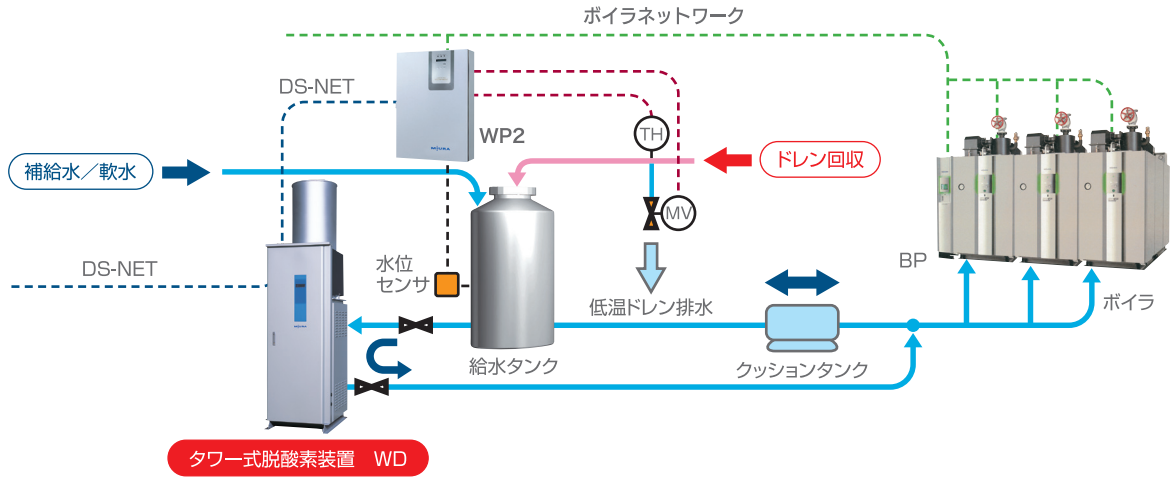 ボイラネットワーク
DS-NET
WP2
MIURA
TH
補給水／軟水
ドレン回収
MV
DS-NET
水位
センサ
BP
低温ドレン排水
ボイラ
給水タンク
クッションタンク
タワー式脱酸素装置 WD